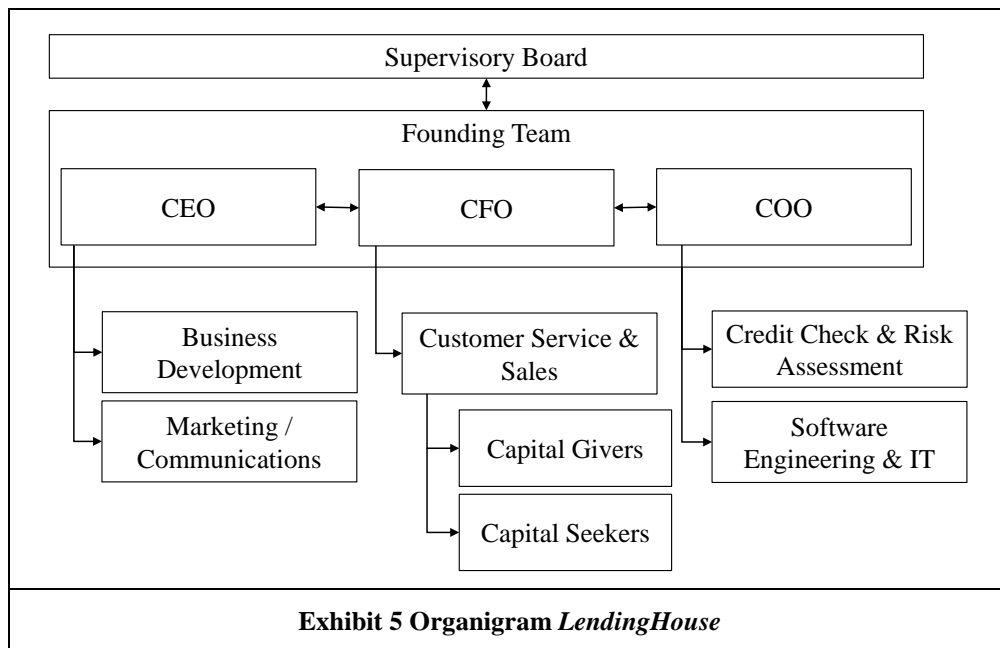 Supervisory Board
Founding Team
CEO
CFO
COO
Business
Development
Marketing /
Communications
Customer Service &
Sales
Capital Givers
Capital Seekers
Credit Check & Risk
Assessment
Software
Engineering & IT
Exhibit 5 Organigram LendingHouse